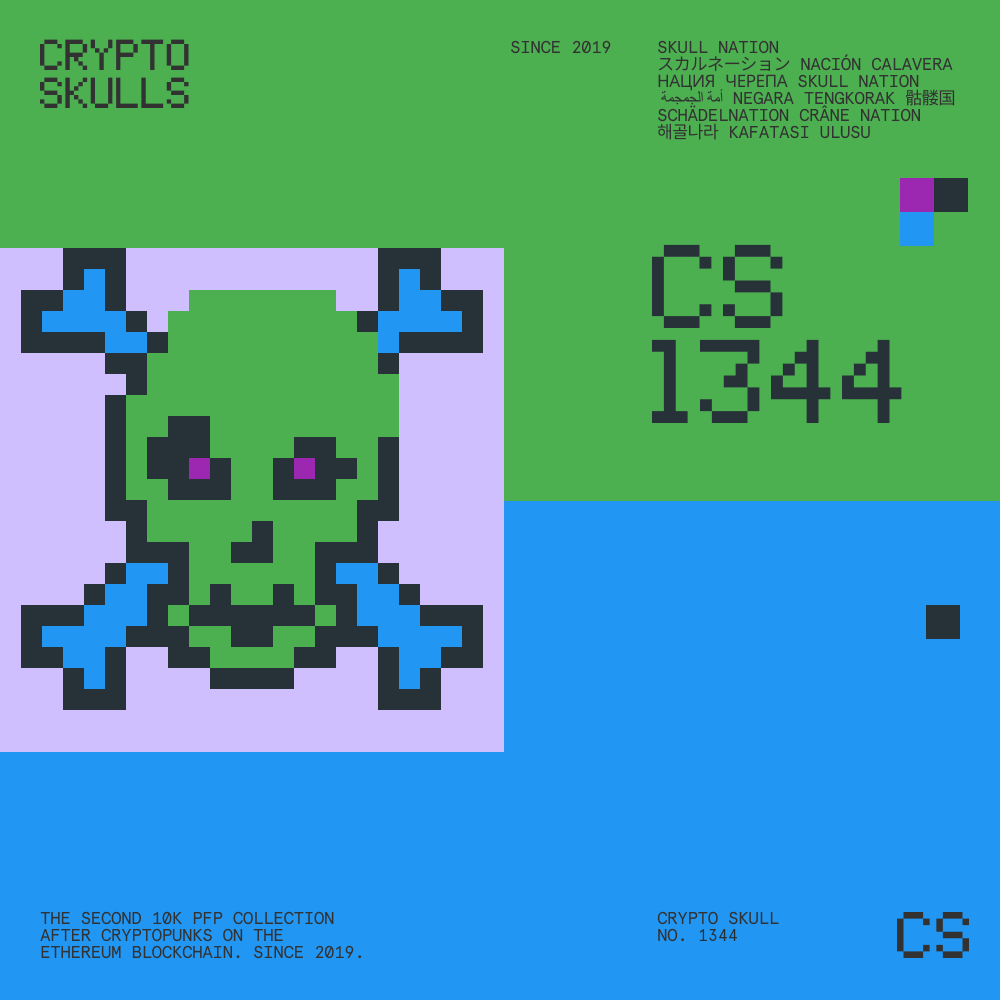 CRYPTO
SKULLS
SINCE 2019
SKULL NATION
スカルネーション NACIÓN CALAVERA
НАЦИЯ ЧЕРЕПА SKULL NATION
أمة الجمجمة NEGARA TENGKORAK 骷髅国
SCHÄDELNATION CRÂNE NATION
해골나라 KAFATASI ULUSU
CS
1344
THE SECOND 10K PFP COLLECTION
AFTER CRYPTOPUNKS ON THE
ETHEREUM BLOCKCHAIN. SINCE 2019.
CRYPTO SKULL
NO. 1344
CS